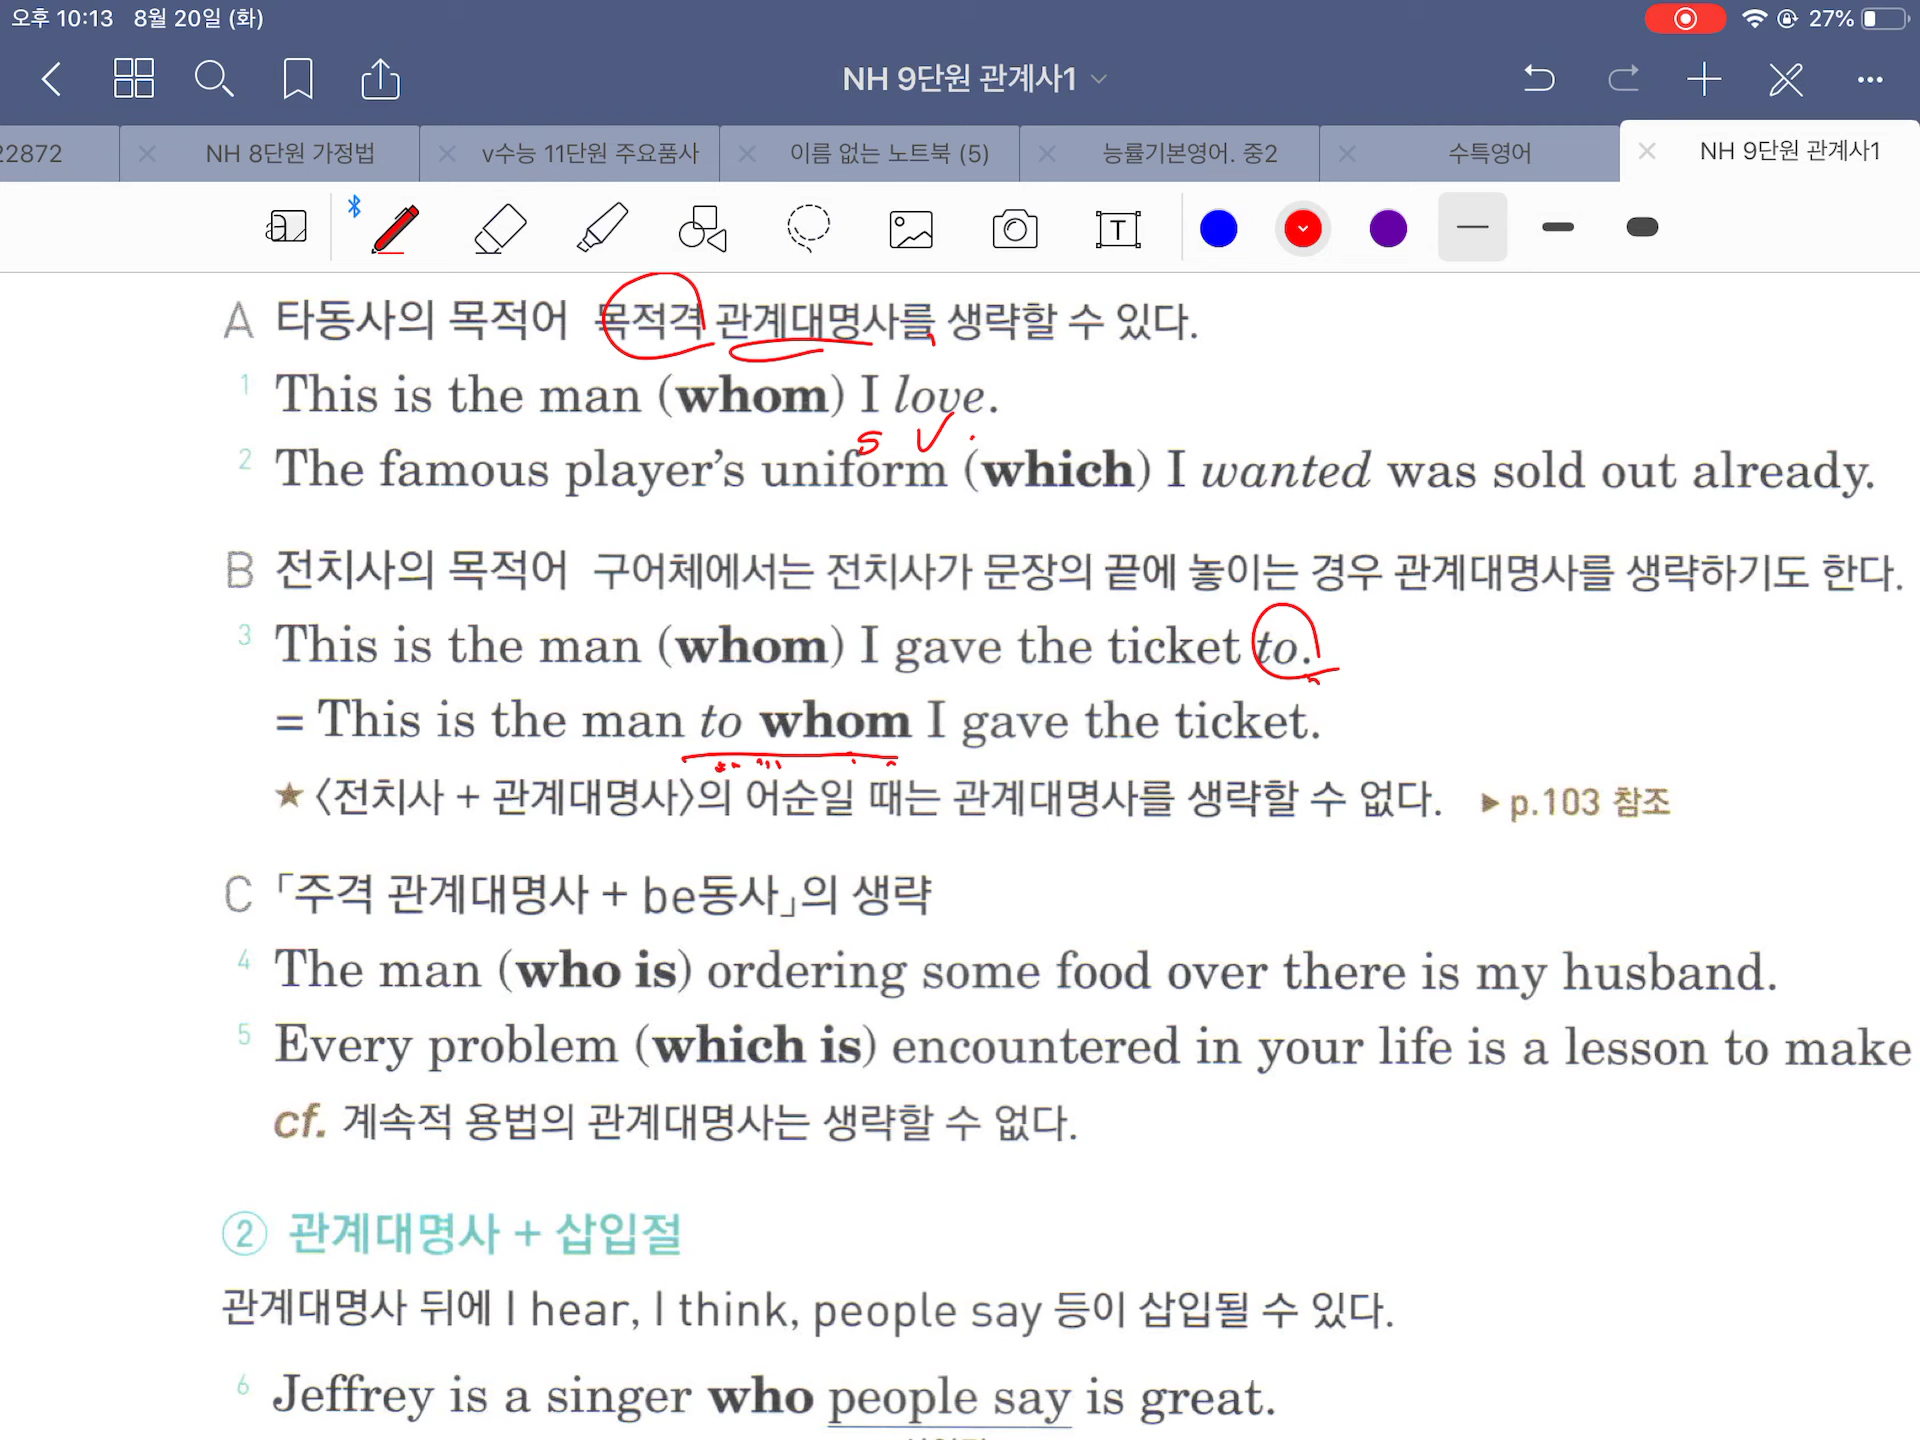 오후 10:13 8월 20일 (화) 27%
NH 9단원 관계사1
22872 NH 8단원 가정법 v수능 11단원 주요품사 이름 없는 노트북 (5) 능률기본영어. 중2 수특영어 NH 9단원 관계사1
A 타동사의 목적어 목적격 관계대명사를 생략할 수 있다.
1 This is the man (whom) I love.
s v
2 The famous player’s uniform (which) I wanted was sold out already.
B 전치사의 목적어 구어체에서는 전치사가 문장의 끝에 놓이는 경우 관계대명사를 생략하기도 한다.
3 This is the man (whom) I gave the ticket to.
= This is the man to whom I gave the ticket.
★〈전치사 + 관계대명사〉의 어순일 때는 관계대명사를 생략할 수 없다. ▶ p.103 참조
C 「주격 관계대명사 + be동사」의 생략
4 The man (who is) ordering some food over there is my husband.
5 Every problem (which is) encountered in your life is a lesson to make
cf. 계속적 용법의 관계대명사는 생략할 수 없다.
② 관계대명사 + 삽입절
관계대명사 뒤에 I hear, I think, people say 등이 삽입될 수 있다.
6 Jeffrey is a singer who people say is great.